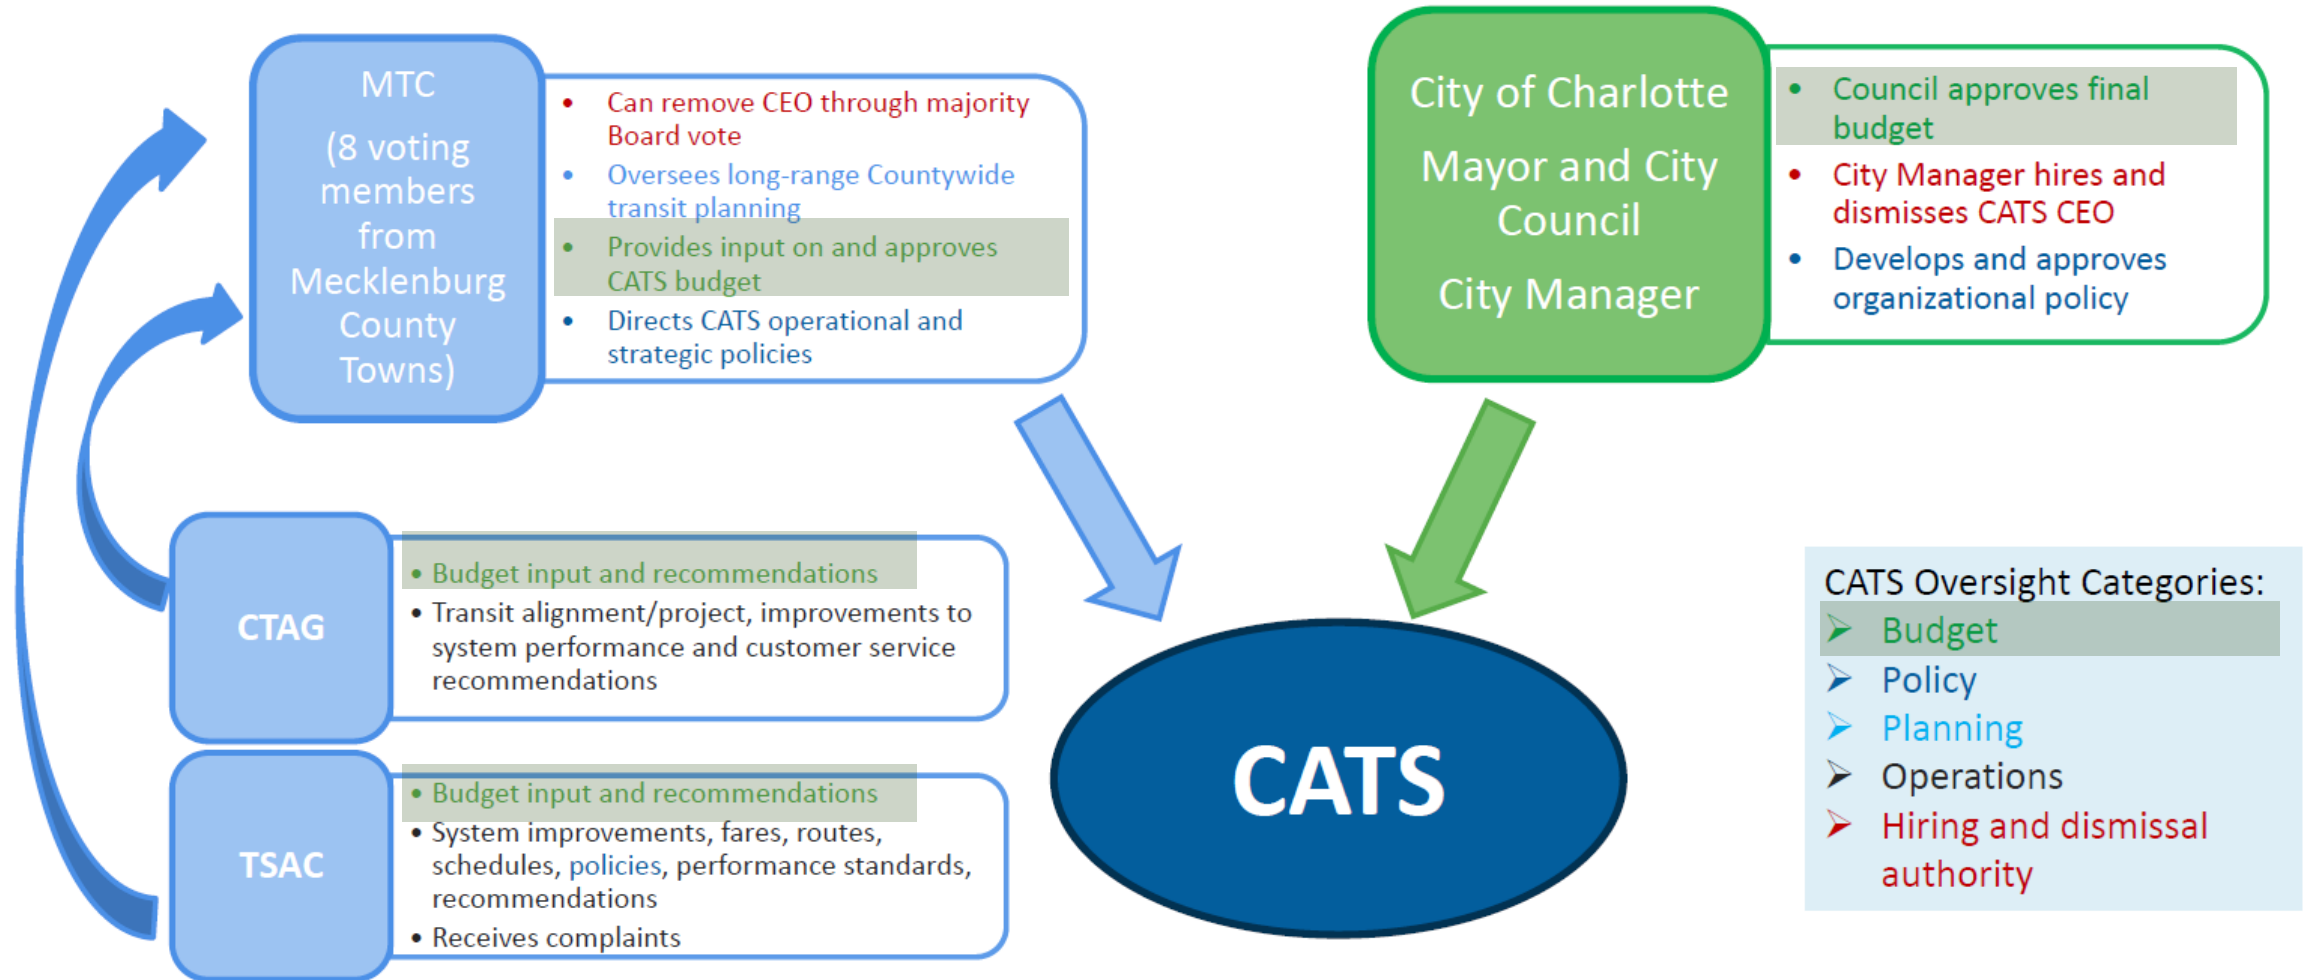 MTC
(8 voting
members
from
Mecklenburg
County
Towns)
• Can remove CEO through majority
Board vote
• Oversees long-range Countywide
transit planning
• Provides input on and approves
CATS budget
• Directs CATS operational and
strategic policies
City of Charlotte
Mayor and City
Council
City Manager
• Council approves final
budget
• City Manager hires and
dismisses CATS CEO
• Develops and approves
organizational policy
CTAG
• Budget input and recommendations
• Transit alignment/project, improvements to
system performance and customer service
recommendations
TSAC
• Budget input and recommendations
• System improvements, fares, routes,
schedules, policies, performance standards,
recommendations
• Receives complaints
CATS
CATS Oversight Categories:
➢ Budget
➢ Policy
➢ Planning
➢ Operations
➢ Hiring and dismissal
authority